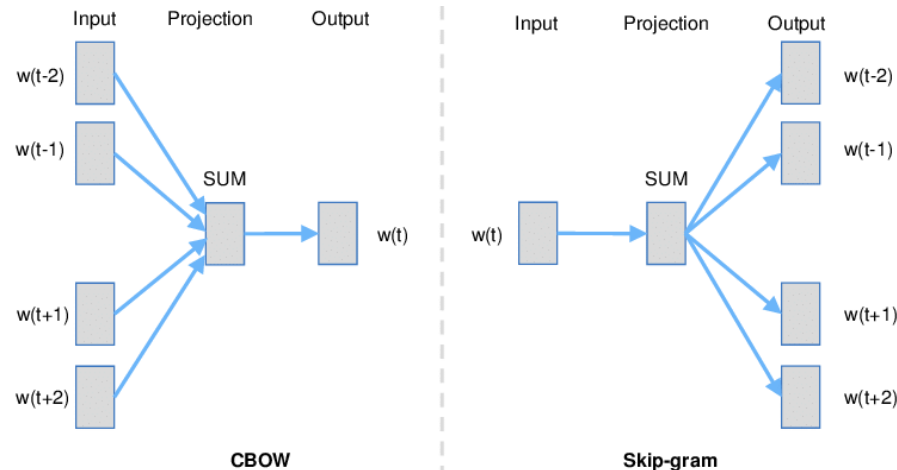 Input Projection Output
w(t-2)
w(t-1)
SUM
w(t)
w(t+1)
w(t+2)
CBOW
Input Projection Output
w(t-2)
w(t-1)
SUM
w(t)
w(t+1)
w(t+2)
Skip-gram